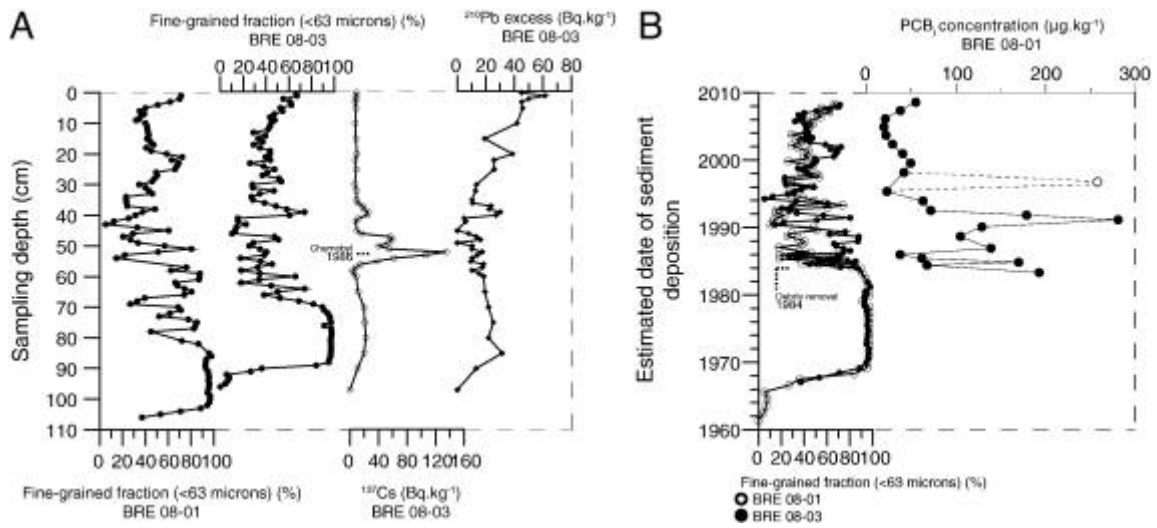 A
Fine-grained fraction (<63 microns) (%)
BRE 08-03
0 20 40 60 80 100
²¹⁰Pb excess (Bq.kg⁻¹)
BRE 08-03
0 20 40 60 80
Sampling depth (cm)
0
10
20
30
40
50
60
70
80
90
100
110
Chernobyl
1986
0 20 40 60 80 100
Fine-grained fraction (<63 microns) (%)
BRE 08-01
0 40 80 120 160
¹³⁷Cs (Bq.kg⁻¹)
BRE 08-03
B
PCBᵢ concentration (µg.kg⁻¹)
BRE 08-01
0 100 200 300
Estimated date of sediment
deposition
2010
2000
1990
1980
1970
1960
Debris removal
1984
0 20 40 60 80 100
Fine-grained fraction (<63 microns) (%)
BRE 08-01
BRE 08-03